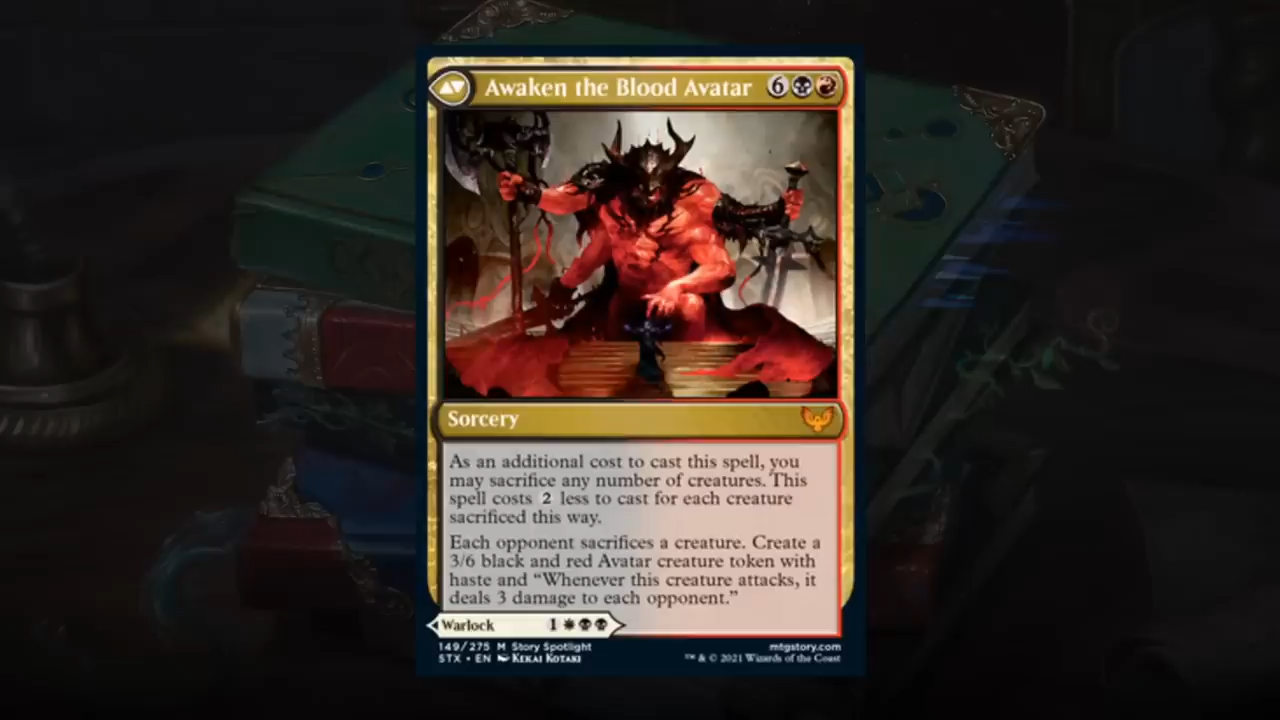 Awaken the Blood Avatar 6
Sorcery
As an additional cost to cast this spell, you
may sacrifice any number of creatures. This
spell costs 2 less to cast for each creature
sacrificed this way.
Each opponent sacrifices a creature. Create a
3/6 black and red Avatar creature token with
haste and “Whenever this creature attacks, it
deals 3 damage to each opponent.”
Warlock 1
149/275 M Story Spotlight mtgstory.com
STX • EN Kekai Kotaki ™ & © 2021 Wizards of the Coast